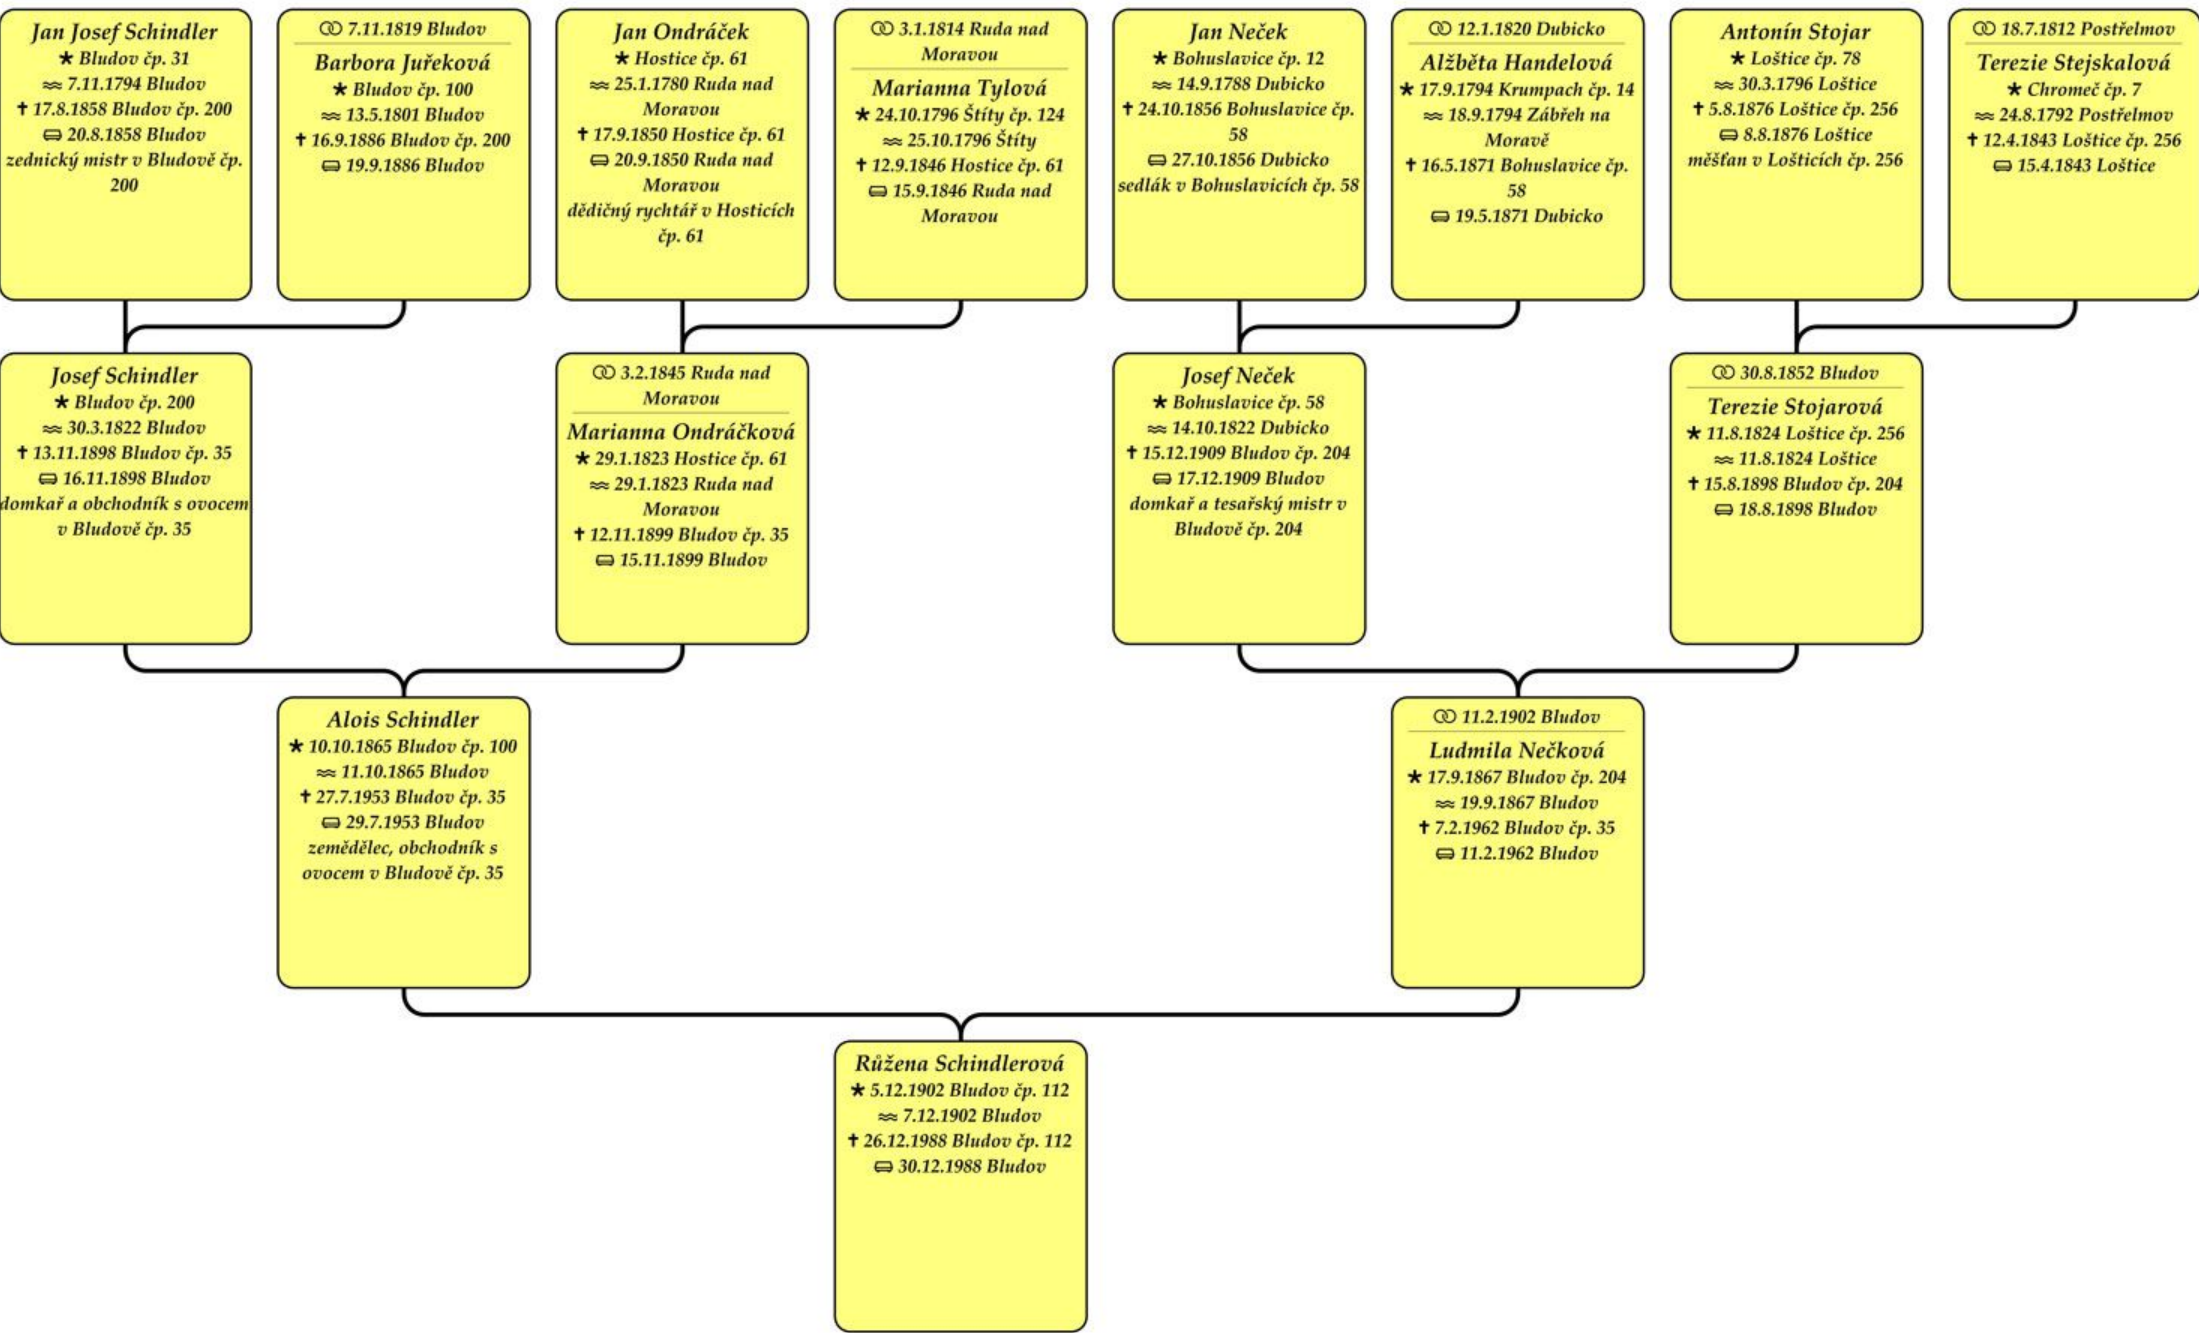 Jan Josef Schindler
★ Bludov čp. 31
≈ 7.11.1794 Bludov
✝ 17.8.1858 Bludov čp. 200
⚰ 20.8.1858 Bludov
zednický mistr v Bludově čp.
200
⚭ 7.11.1819 Bludov
Barbora Juřeková
★ Bludov čp. 100
≈ 13.5.1801 Bludov
✝ 16.9.1886 Bludov čp. 200
⚰ 19.9.1886 Bludov
Jan Ondráček
★ Hostice čp. 61
≈ 25.1.1780 Ruda nad
Moravou
✝ 17.9.1850 Hostice čp. 61
⚰ 20.9.1850 Ruda nad
Moravou
dědičný rychtář v Hosticích
čp. 61
⚭ 3.1.1814 Ruda nad
Moravou
Marianna Tylová
★ 24.10.1796 Štíty čp. 124
≈ 25.10.1796 Štíty
✝ 12.9.1846 Hostice čp. 61
⚰ 15.9.1846 Ruda nad
Moravou
Jan Neček
★ Bohuslavice čp. 12
≈ 14.9.1788 Dubicko
✝ 24.10.1856 Bohuslavice čp.
58
⚰ 27.10.1856 Dubicko
sedlák v Bohuslavicích čp. 58
⚭ 12.1.1820 Dubicko
Alžběta Handelová
★ 17.9.1794 Krumpach čp. 14
≈ 18.9.1794 Zábřeh na
Moravě
✝ 16.5.1871 Bohuslavice čp.
58
⚰ 19.5.1871 Dubicko
Antonín Stojar
★ Loštice čp. 78
≈ 30.3.1796 Loštice
✝ 5.8.1876 Loštice čp. 256
⚰ 8.8.1876 Loštice
měšťan v Lošticích čp. 256
⚭ 18.7.1812 Postřelmov
Terezie Stejskalová
★ Chromeč čp. 7
≈ 24.8.1792 Postřelmov
✝ 12.4.1843 Loštice čp. 256
⚰ 15.4.1843 Loštice
Josef Schindler
★ Bludov čp. 200
≈ 30.3.1822 Bludov
✝ 13.11.1898 Bludov čp. 35
⚰ 16.11.1898 Bludov
domkař a obchodník s ovocem
v Bludově čp. 35
⚭ 3.2.1845 Ruda nad
Moravou
Marianna Ondráčková
★ 29.1.1823 Hostice čp. 61
≈ 29.1.1823 Ruda nad
Moravou
✝ 12.11.1899 Bludov čp. 35
⚰ 15.11.1899 Bludov
Josef Neček
★ Bohuslavice čp. 58
≈ 14.10.1822 Dubicko
✝ 15.12.1909 Bludov čp. 204
⚰ 17.12.1909 Bludov
domkař a tesařský mistr v
Bludově čp. 204
⚭ 30.8.1852 Bludov
Terezie Stojarová
★ 11.8.1824 Loštice čp. 256
≈ 11.8.1824 Loštice
✝ 15.8.1898 Bludov čp. 204
⚰ 18.8.1898 Bludov
Alois Schindler
★ 10.10.1865 Bludov čp. 100
≈ 11.10.1865 Bludov
✝ 27.7.1953 Bludov čp. 35
⚰ 29.7.1953 Bludov
zemědělec, obchodník s
ovocem v Bludově čp. 35
⚭ 11.2.1902 Bludov
Ludmila Nečková
★ 17.9.1867 Bludov čp. 204
≈ 19.9.1867 Bludov
✝ 7.2.1962 Bludov čp. 35
⚰ 11.2.1962 Bludov
Růžena Schindlerová
★ 5.12.1902 Bludov čp. 112
≈ 7.12.1902 Bludov
✝ 26.12.1988 Bludov čp. 112
⚰ 30.12.1988 Bludov